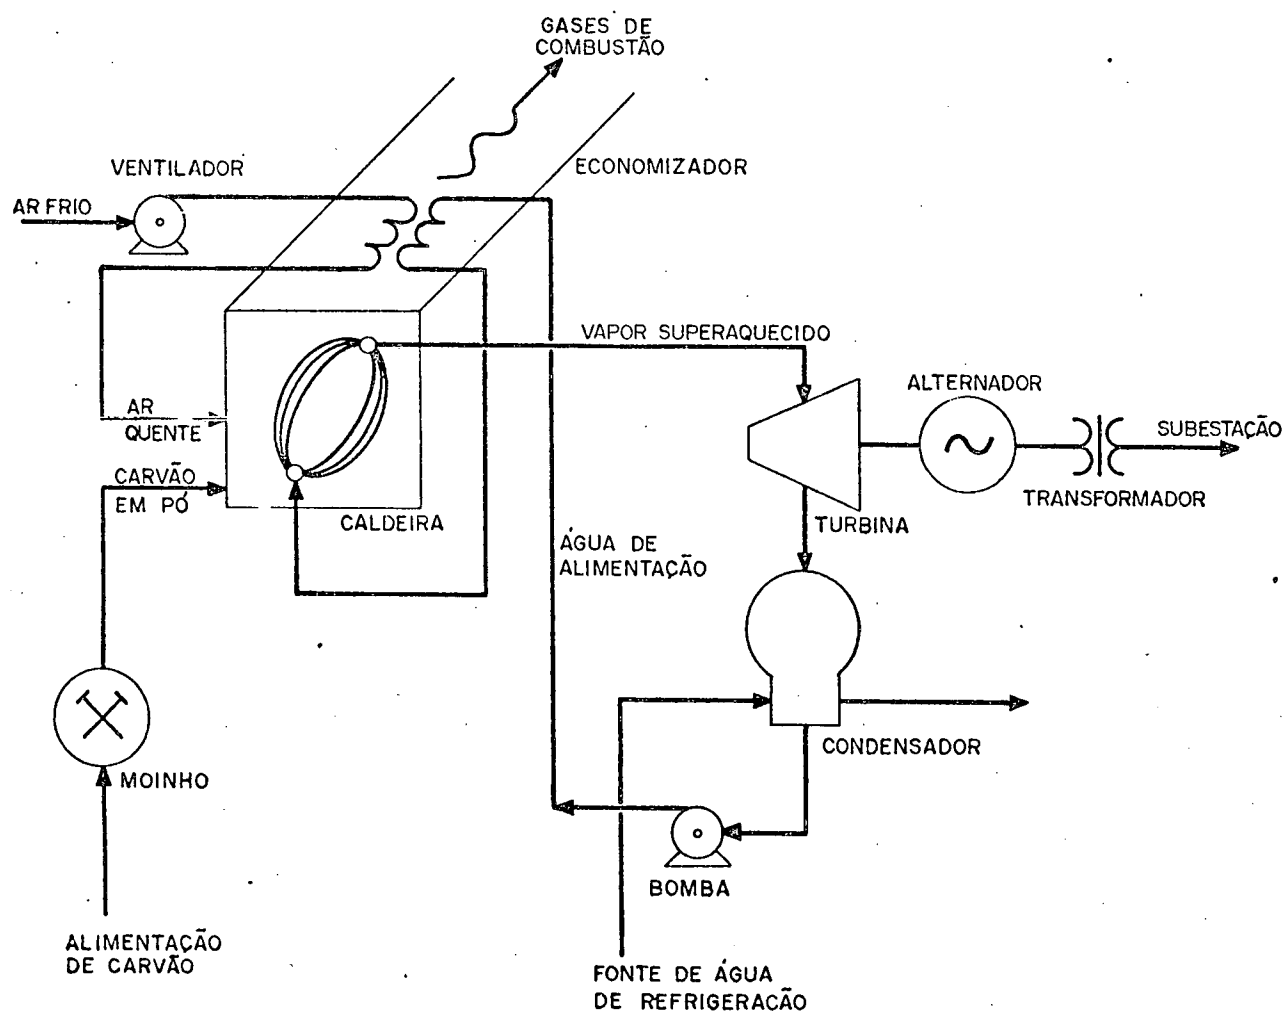 GASES DE
COMBUSTÃO
VENTILADOR
ECONOMIZADOR
AR FRIO
VAPOR SUPERAQUECIDO
ALTERNADOR
AR
QUENTE
SUBESTAÇÃO
CARVÃO
EM PÓ
TRANSFORMADOR
CALDEIRA
TURBINA
ÁGUA DE
ALIMENTAÇÃO
CONDENSADOR
MOINHO
BOMBA
ALIMENTAÇÃO
DE CARVÃO
FONTE DE ÁGUA
DE REFRIGERAÇÃO